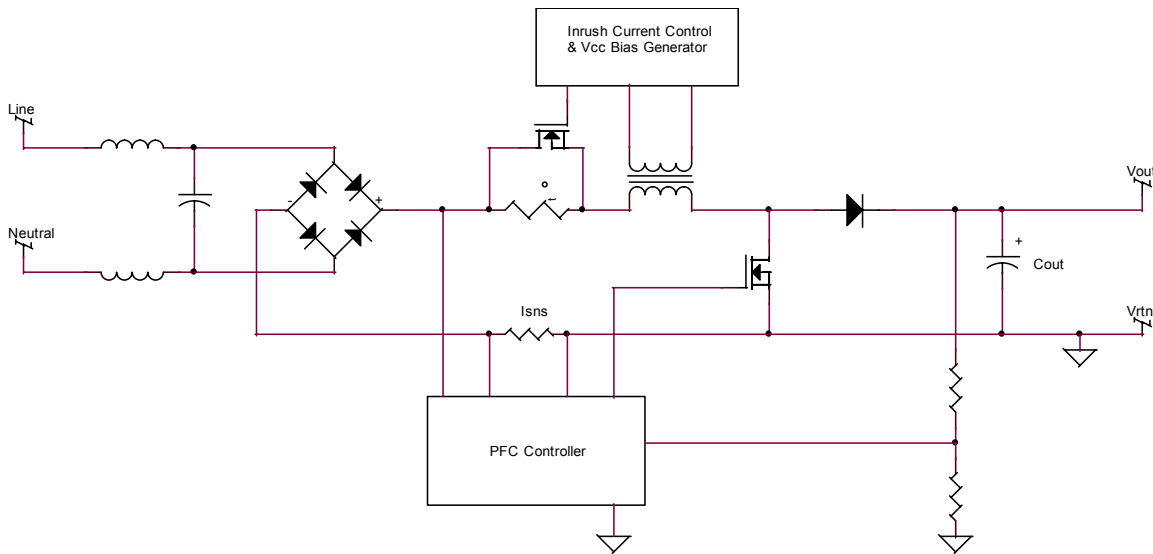 Inrush Current Control
& Vcc Bias Generator
Line
Vout
- +
Neutral
+
Cout
Isns
Vrtn
PFC Controller